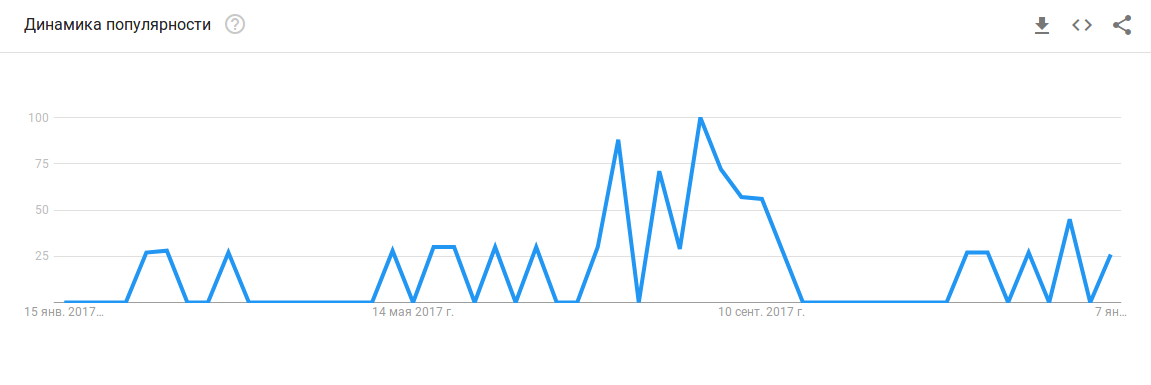 Динамика популярности
100
75
50
25
15 янв. 2017…
14 мая 2017 г.
10 сент. 2017 г.
7 ян…